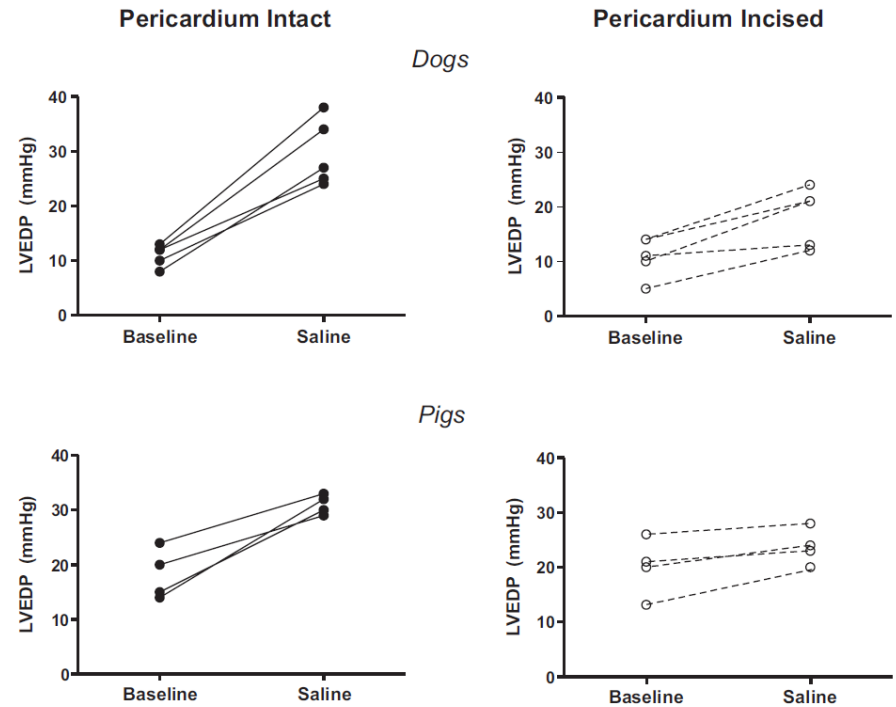 Pericardium Intact
Pericardium Incised
Dogs
LVEDP (mmHg)
40
30
20
10
0
Baseline
Saline
LVEDP (mmHg)
40
30
20
10
0
Baseline
Saline
Pigs
LVEDP (mmHg)
40
30
20
10
0
Baseline
Saline
LVEDP (mmHg)
40
30
20
10
0
Baseline
Saline